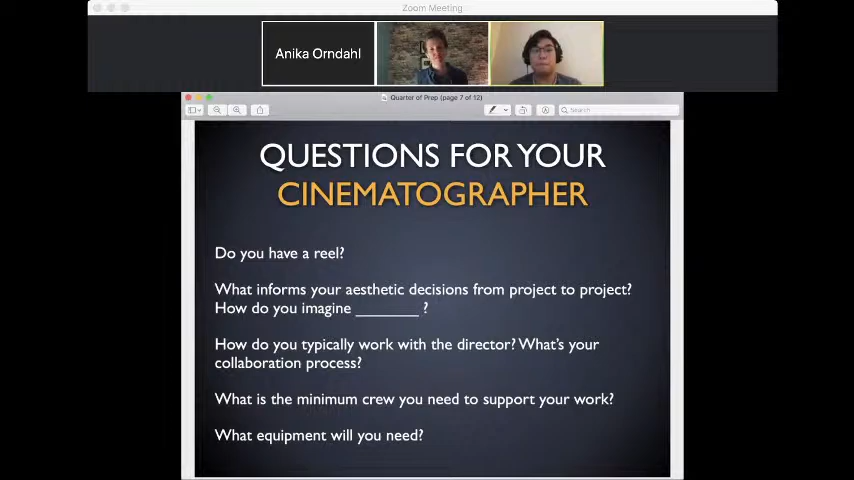 Zoom Meeting
Anika Orndahl
Quarter of Prep (page 7 of 12)
Search
QUESTIONS FOR YOUR
CINEMATOGRAPHER
Do you have a reel?
What informs your aesthetic decisions from project to project?
How do you imagine ________ ?
How do you typically work with the director? What's your
collaboration process?
What is the minimum crew you need to support your work?
What equipment will you need?